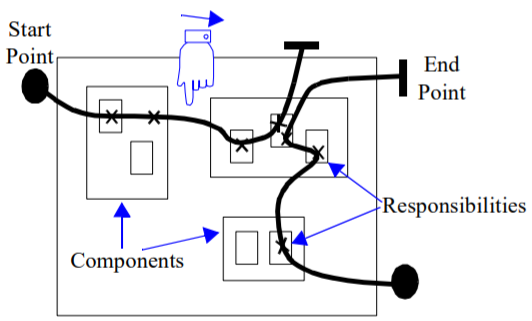 Start
Point
End
Point
Responsibilities
Components